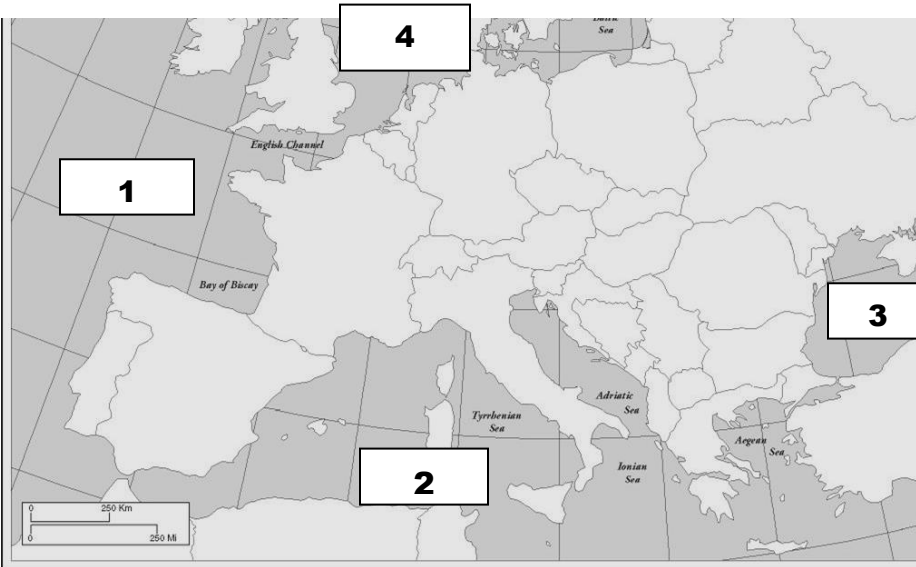 4
Baltic
Sea
English Channel
1
Bay of Biscay
3
Adriatic
Sea
Tyrrhenian
Sea
Aegean
Sea
Ionian
Sea
2
0 250 Km
0 250 Mi